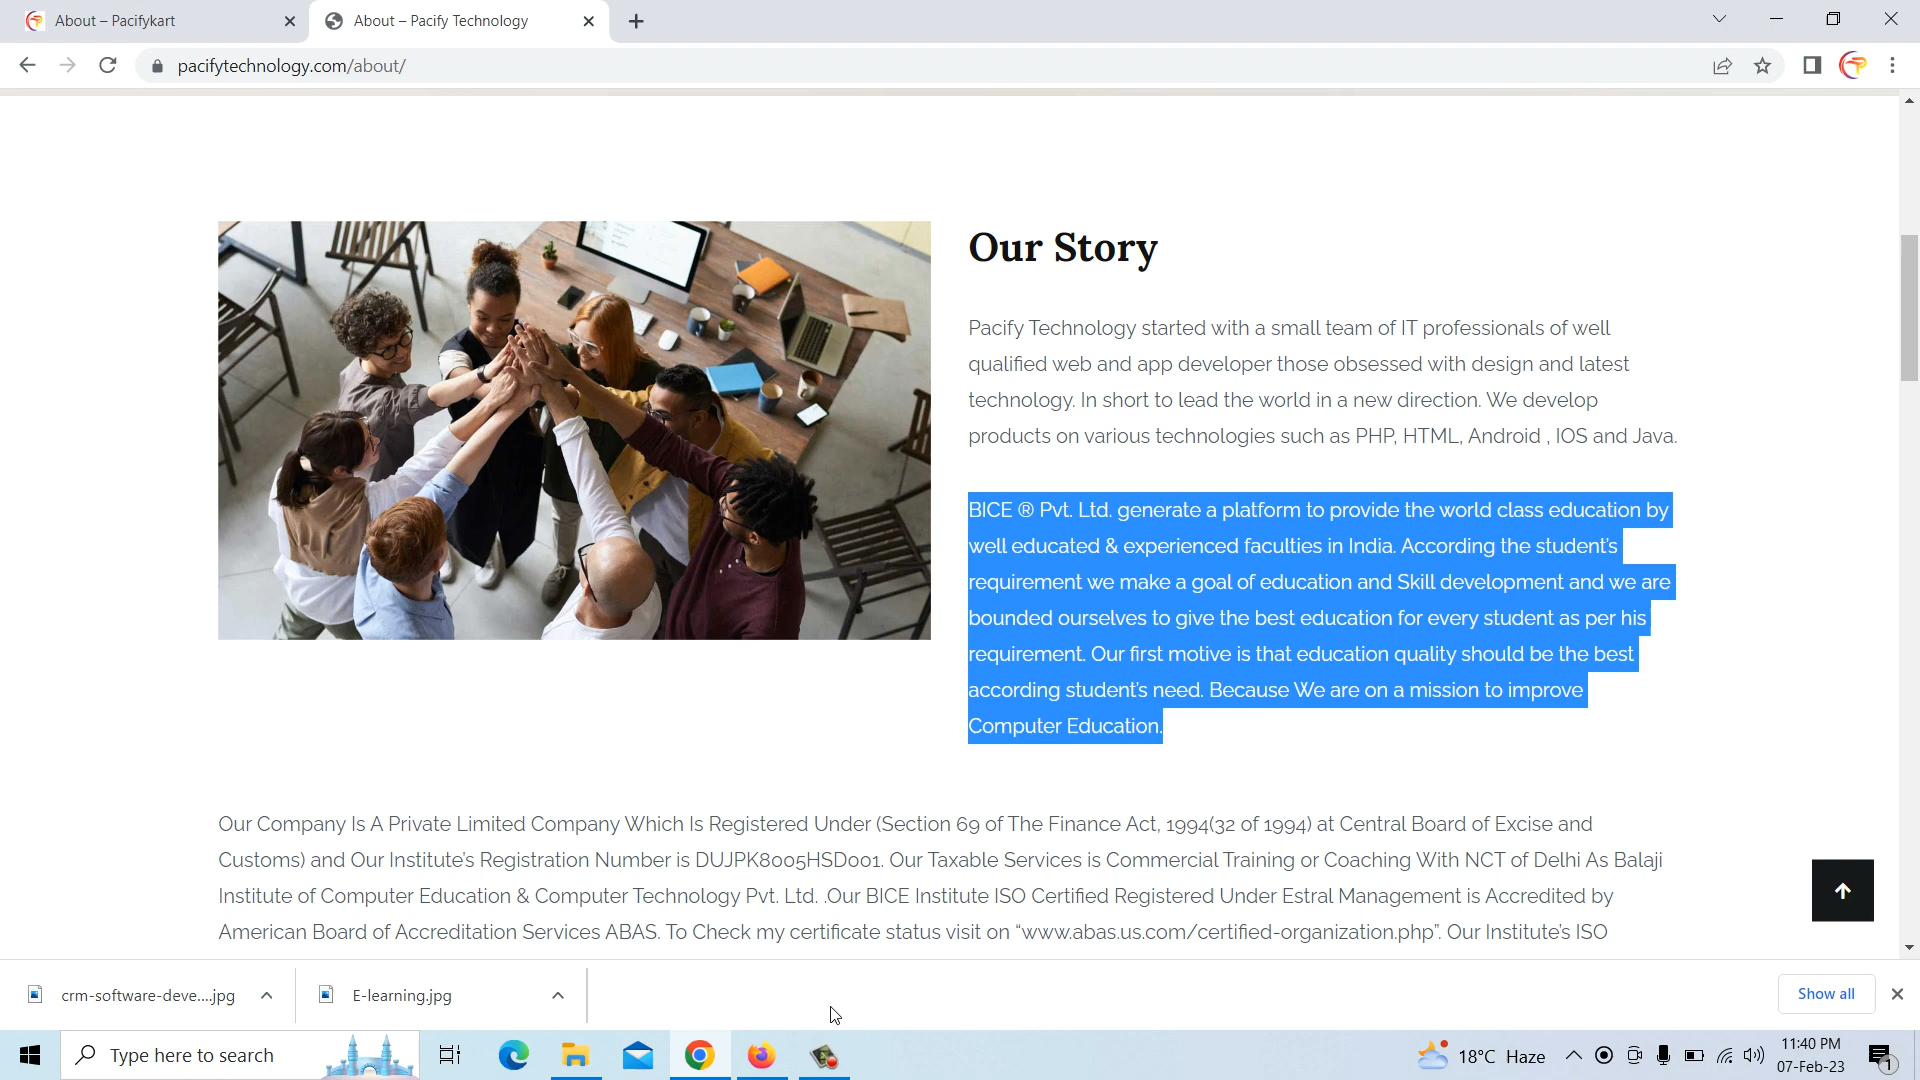 About – Pacifykart
About – Pacify Technology
pacifytechnology.com/about/
Our Story
Pacify Technology started with a small team of IT professionals of well
qualified web and app developer those obsessed with design and latest
technology. In short to lead the world in a new direction. We develop
products on various technologies such as PHP, HTML, Android , IOS and Java.
BICE ® Pvt. Ltd. generate a platform to provide the world class education by
well educated & experienced faculties in India. According the student's
requirement we make a goal of education and Skill development and we are
bounded ourselves to give the best education for every student as per his
requirement. Our first motive is that education quality should be the best
according student's need. Because We are on a mission to improve
Computer Education.
Our Company Is A Private Limited Company Which Is Registered Under (Section 69 of The Finance Act, 1994(32 of 1994) at Central Board of Excise and
Customs) and Our Institute's Registration Number is DUJPK8005HSD001. Our Taxable Services is Commercial Training or Coaching With NCT of Delhi As Balaji
Institute of Computer Education & Computer Technology Pvt. Ltd. .Our BICE Institute ISO Certified Registered Under Estral Management is Accredited by
American Board of Accreditation Services ABAS. To Check my certificate status visit on “www.abas.us.com/certified-organization.php”. Our Institute's ISO
crm-software-deve....jpg
E-learning.jpg
Show all
Type here to search
18°C Haze
11:40 PM
07-Feb-23
1